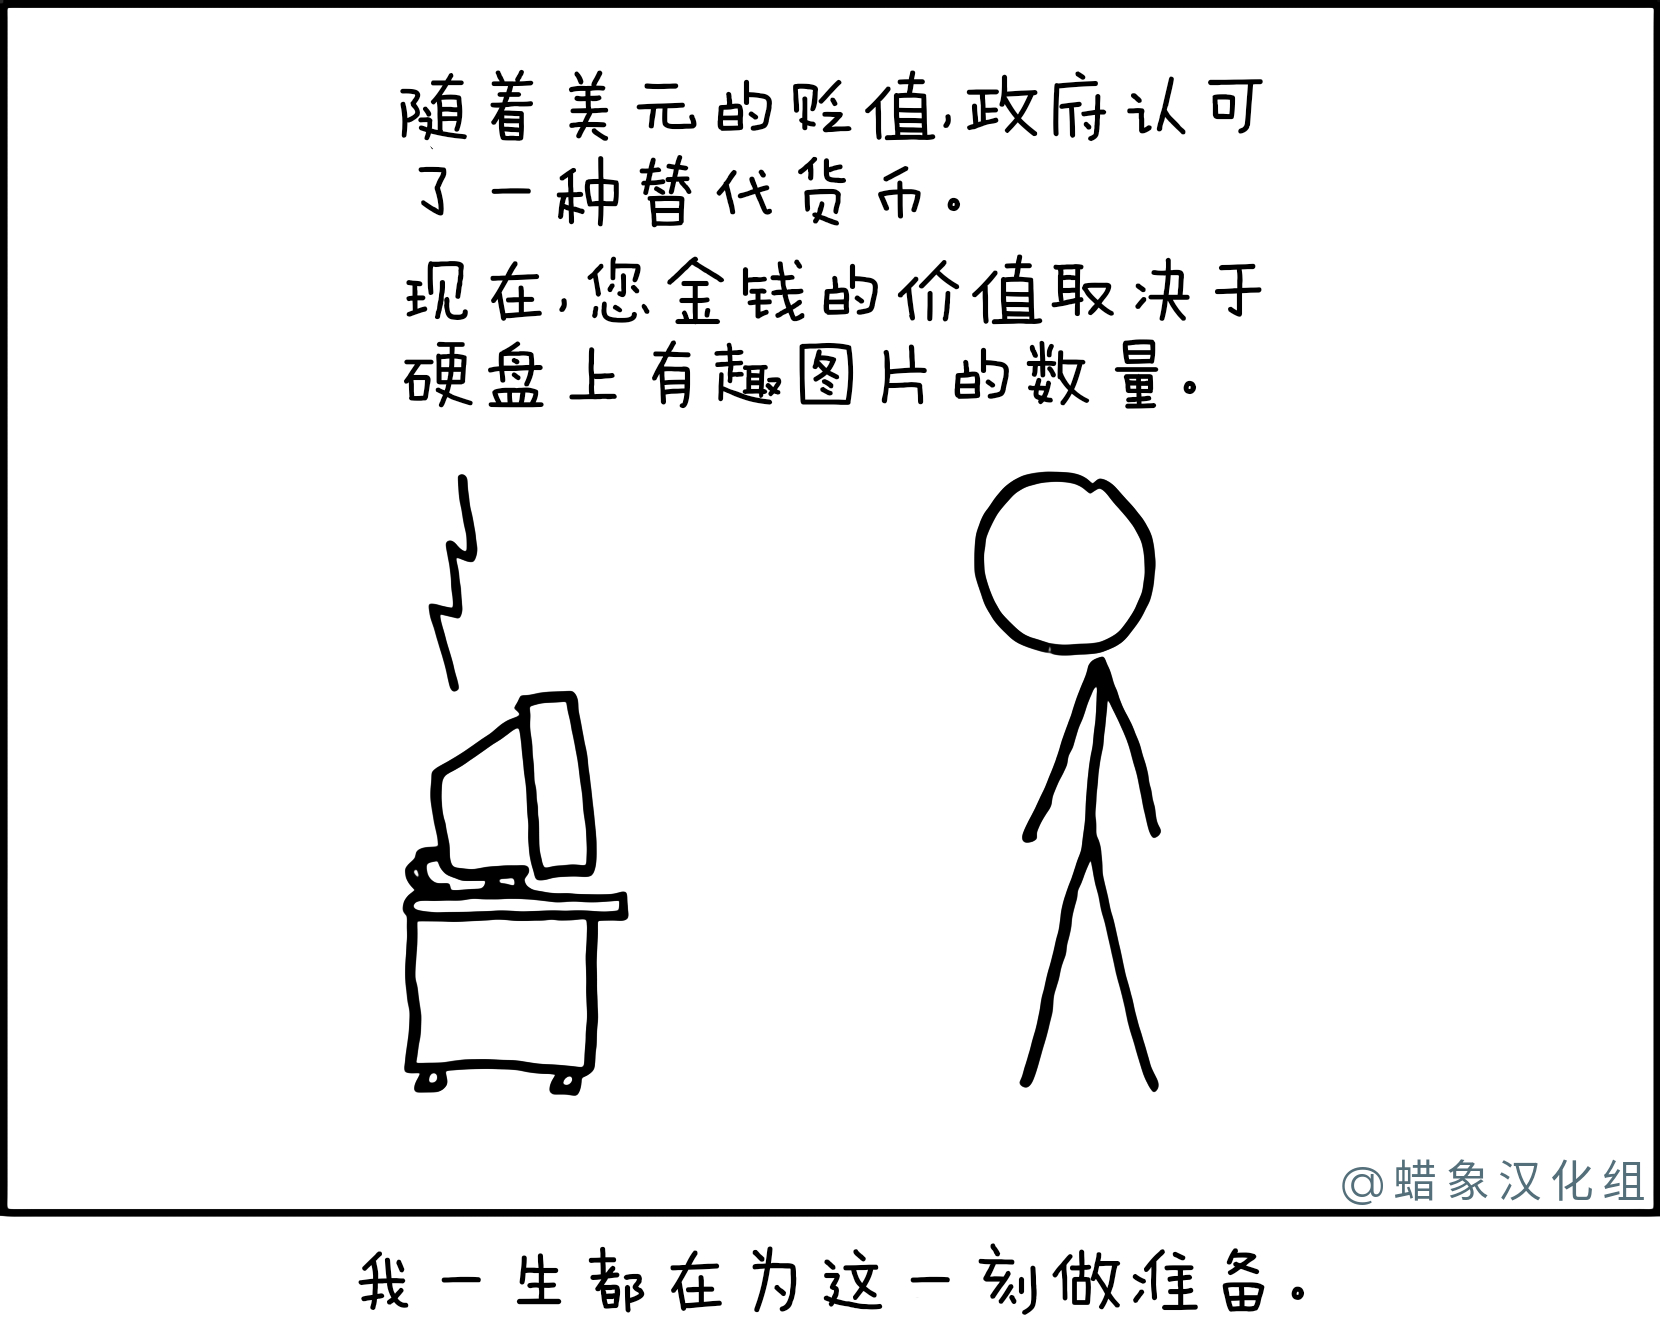 随着美元的贬值,政府认可
了一种替代货币。
现在,您金钱的价值取决于
硬盘上有趣图片的数量。
@蜡象汉化组
我一生都在为这一刻做准备。